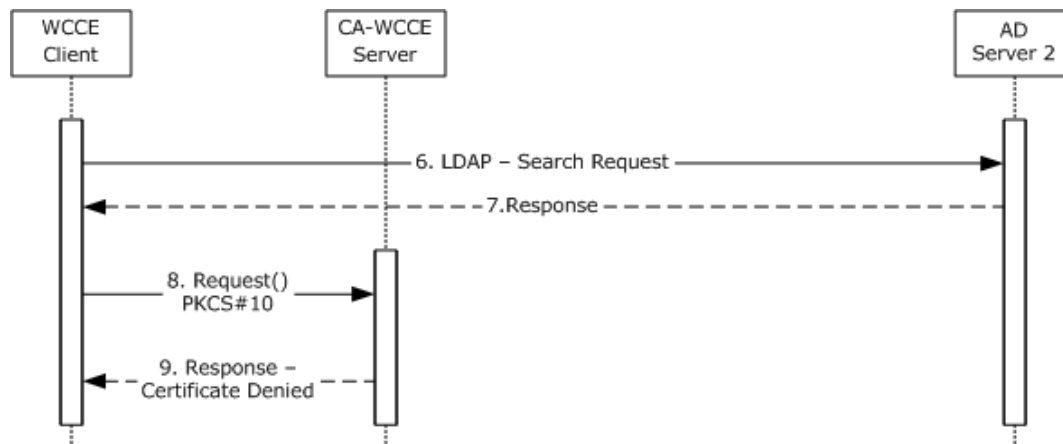 WCCE
Client
CA-WCCE
Server
AD
Server 2
6. LDAP – Search Request
7.Response
8. Request()
PKCS#10
9. Response –
Certificate Denied